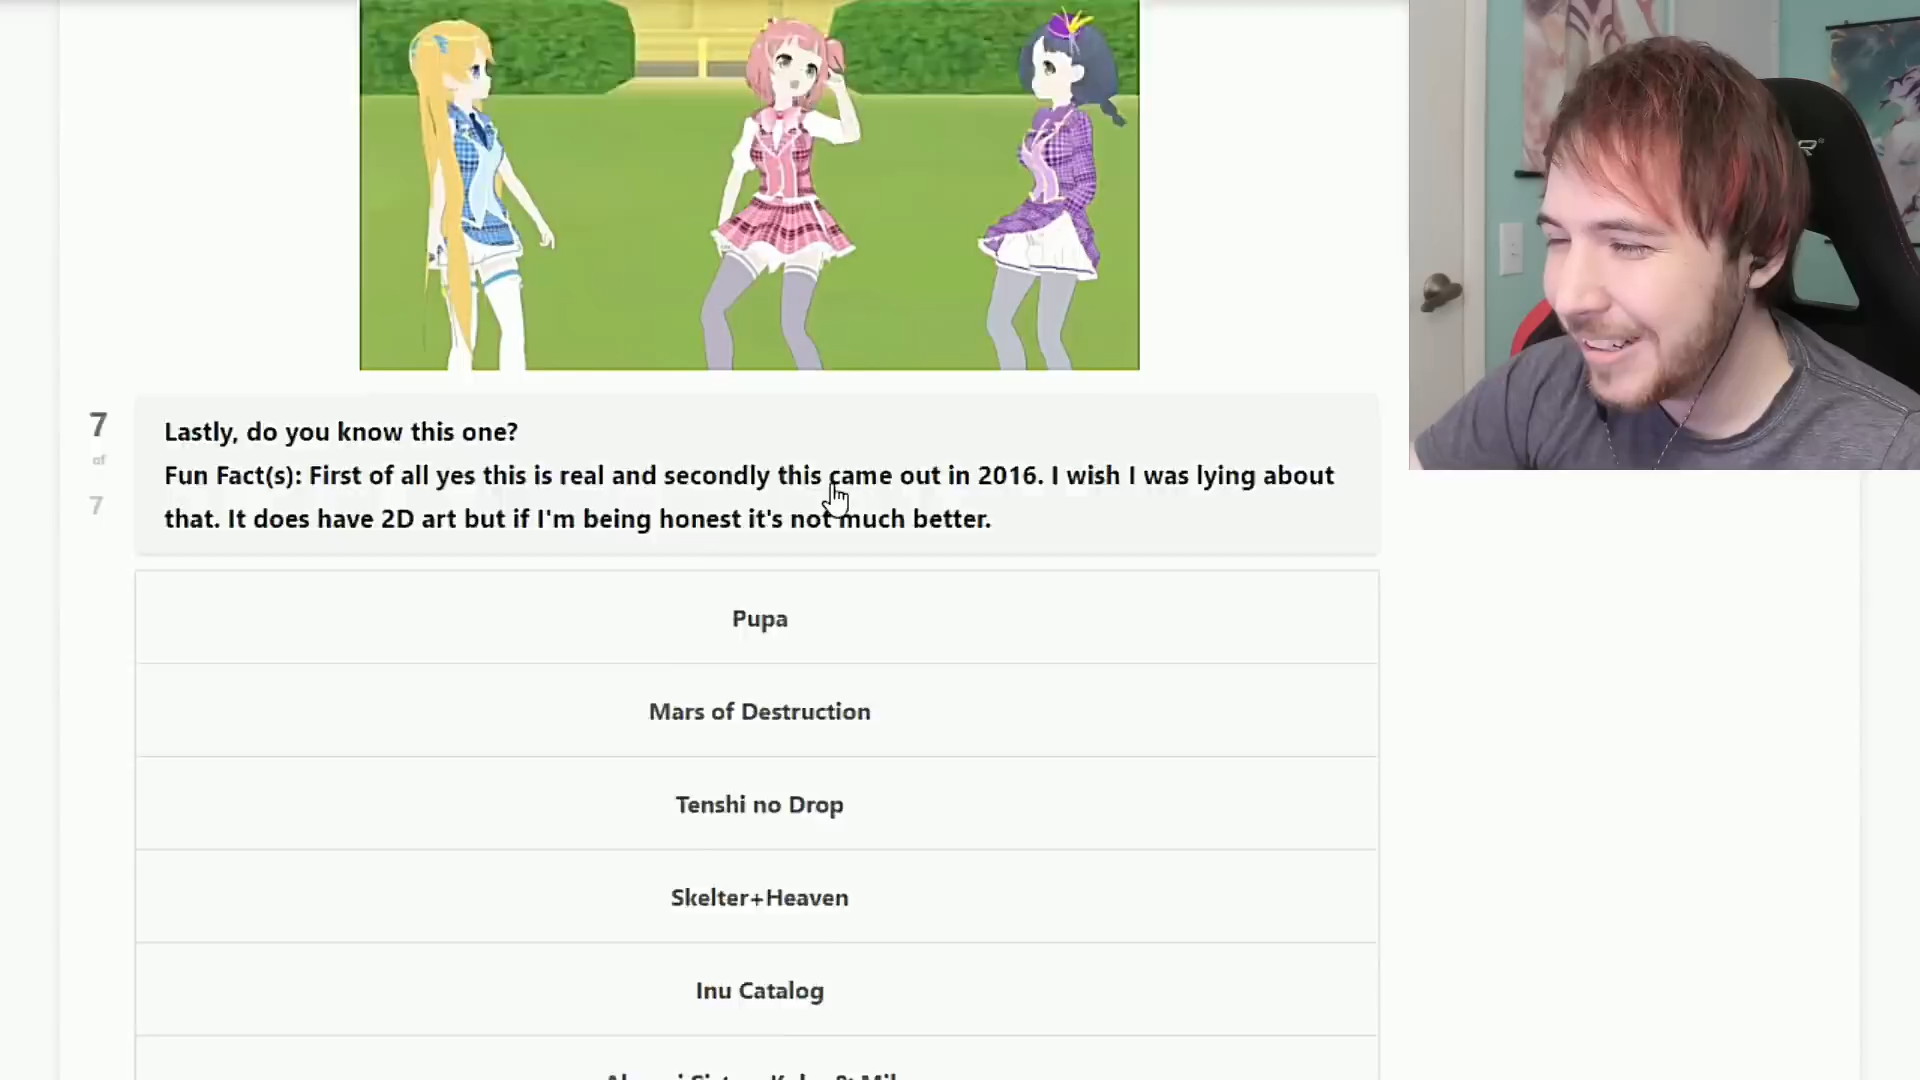 7
of
7
Lastly, do you know this one?
Fun Fact(s): First of all yes this is real and secondly this came out in 2016. I wish I was lying about
that. It does have 2D art but if I'm being honest it's not much better.
Pupa
Mars of Destruction
Tenshi no Drop
Skelter+Heaven
Inu Catalog